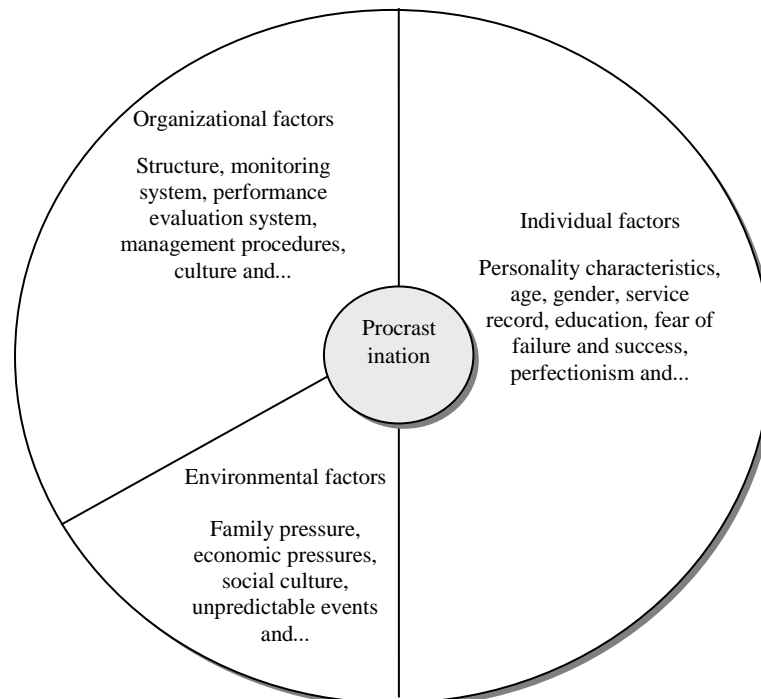 Organizational factors
Structure, monitoring
system, performance
evaluation system,
management procedures,
culture and...
Individual factors
Personality characteristics,
age, gender, service
record, education, fear of
failure and success,
perfectionism and...
Procrast
ination
Environmental factors
Family pressure,
economic pressures,
social culture,
unpredictable events
and...